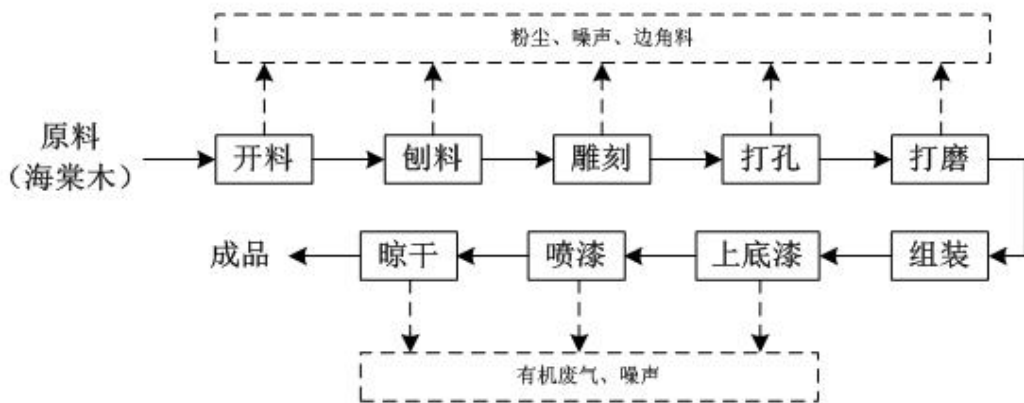 粉尘、噪声、边角料
原料
（海棠木）
开料
刨料
雕刻
打孔
打磨
成品
晾干
喷漆
上底漆
组装
有机废气、噪声